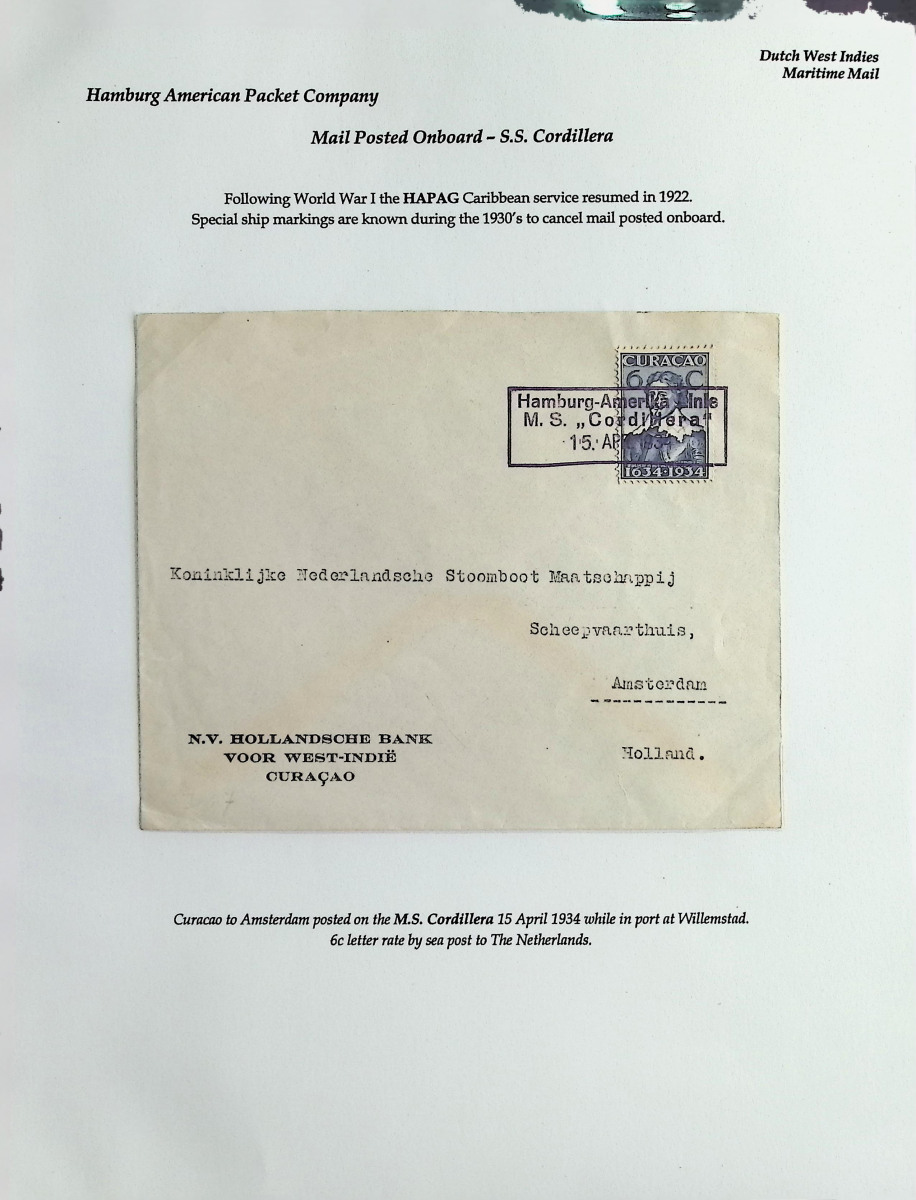 Dutch West Indies
Maritime Mail
Hamburg American Packet Company
Mail Posted Onboard – S.S. Cordillera
Following World War I the HAPAG Caribbean service resumed in 1922.
Special ship markings are known during the 1930's to cancel mail posted onboard.
CURAÇAO
6 C
Hamburg-Amerika Linie
M. S. „Cordillera"
15. APR. 1934
1634·1934
Koninklijke Nederlandsche Stoomboot Maatschappij
Scheepvaarthuis,
Amsterdam
Holland.
N.V. HOLLANDSCHE BANK
VOOR WEST-INDIË
CURAÇAO
Curacao to Amsterdam posted on the M.S. Cordillera 15 April 1934 while in port at Willemstad.
6c letter rate by sea post to The Netherlands.